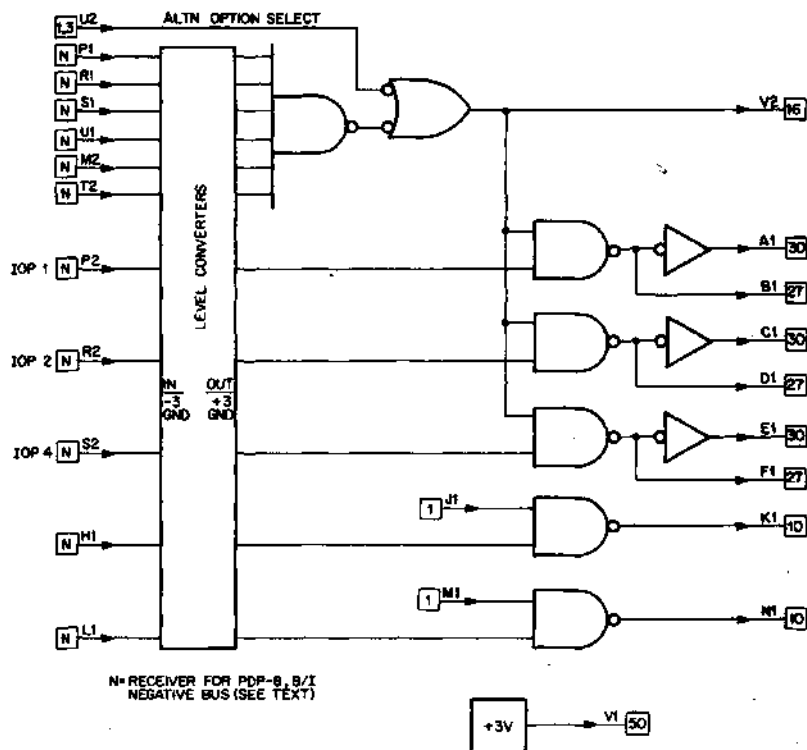 ALTN OPTION SELECT
1,3 U2
N P1
N R1
N S1
N U1
N M2
N T2
V2 16
IOP 1 N P2
A1 30
B1 27
LEVEL CONVERTERS
IOP 2 N R2
C1 30
D1 27
IN OUT
-3 +3
GND GND
IOP 4 N S2
E1 30
F1 27
1 J1
K1 10
N H1
1 M1
N1 10
N L1
N=RECEIVER FOR PDP-8, 8/I
NEGATIVE BUS (SEE TEXT)
+3V V1 50